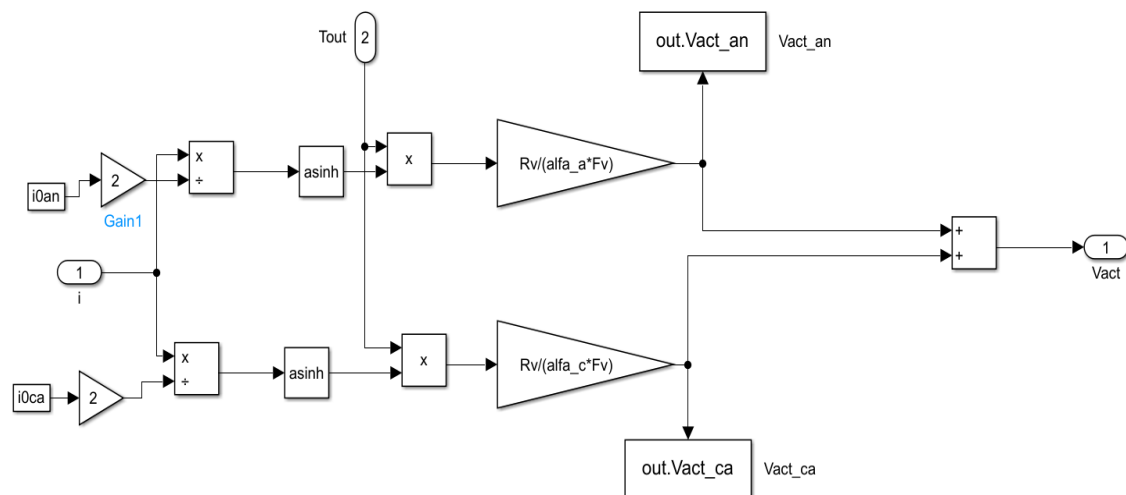 out.Vact_an
Vact_an
Tout
2
x
÷
asinh
x
Rv/(alfa_a*Fv)
i0an
2
Gain1
+
+
1
Vact
1
i
x
÷
asinh
x
Rv/(alfa_c*Fv)
i0ca
2
out.Vact_ca
Vact_ca